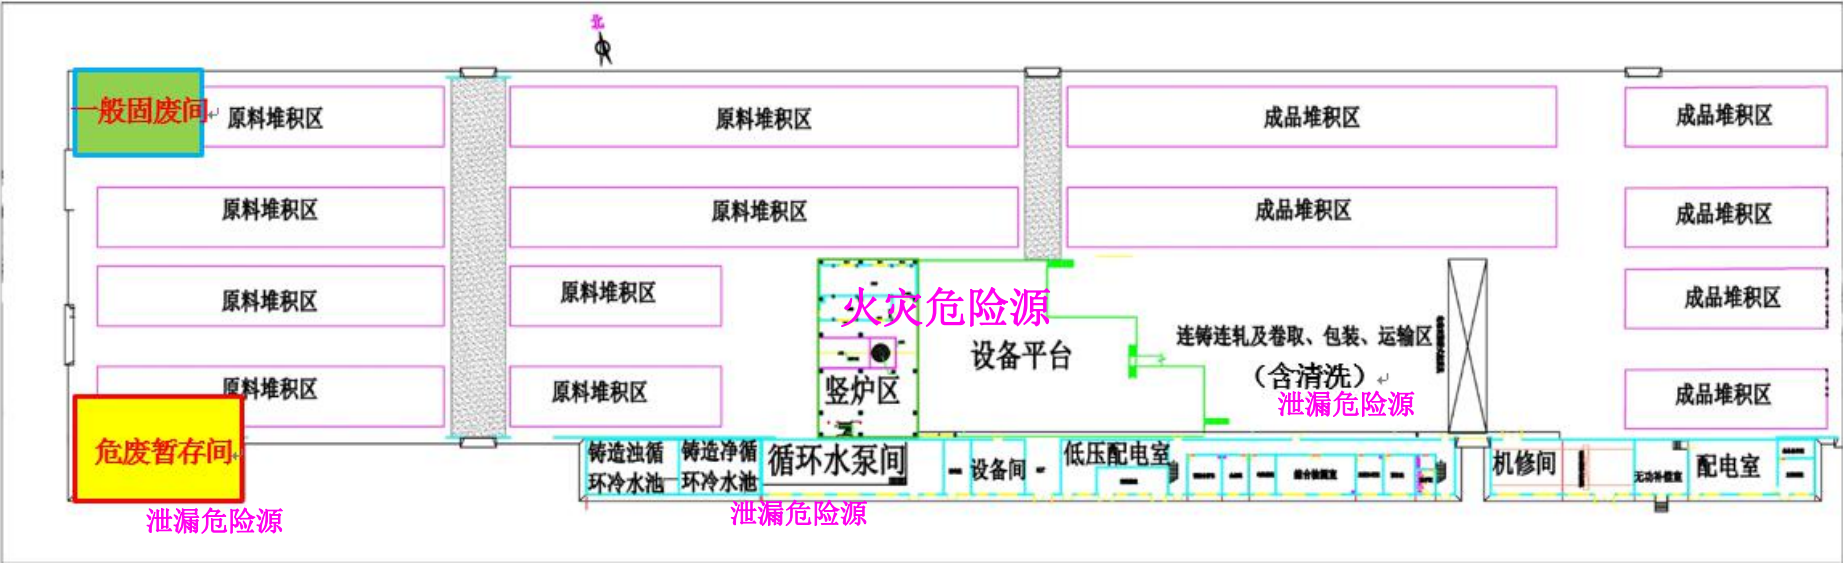 北
一般固废间
原料堆积区
原料堆积区
成品堆积区
成品堆积区
原料堆积区
原料堆积区
成品堆积区
成品堆积区
原料堆积区
原料堆积区
火灾危险源
成品堆积区
设备平台
连铸连轧及卷取、包装、运输区
（含清洗）
泄漏危险源
原料堆积区
原料堆积区
竖炉区
成品堆积区
危废暂存间
泄漏危险源
铸造浊循
环冷水池
铸造净循
环冷水池
循环水泵间
泄漏危险源
设备间
低压配电室
机修间
无功补偿室
配电室